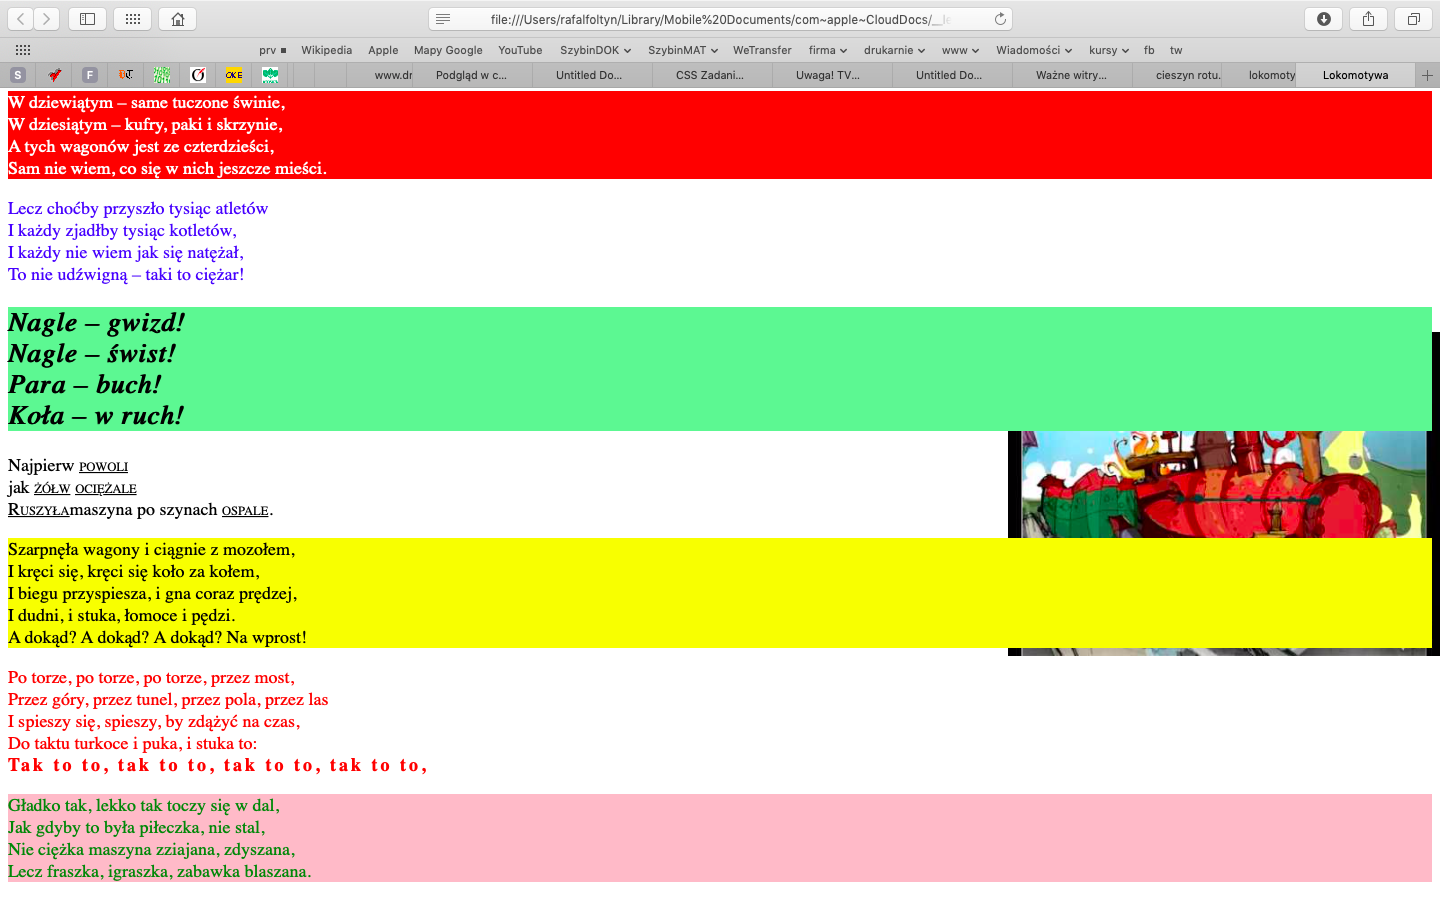 file:///Users/rafalfoltyn/Library/Mobile%20Documents/com~apple~CloudDocs/__
prv Wikipedia Apple Mapy Google YouTube SzybinDOK SzybinMAT WeTransfer firma drukarnie www Wiadomości kursy fb tw
S F CKE www.dr Podgląd w c... Untitled Do... CSS Zadani... Uwaga! TV... Untitled Do... Ważne witry... cieszyn rotu. lokomoty Lokomotywa
W dziewiątym – same tuczone świnie,
W dziesiątym – kufry, paki i skrzynie,
A tych wagonów jest ze czterdzieści,
Sam nie wiem, co się w nich jeszcze mieści.
Lecz choćby przyszło tysiąc atletów
I każdy zjadłby tysiąc kotletów,
I każdy nie wiem jak się natężał,
To nie udźwigną – taki to ciężar!
Nagle – gwizd!
Nagle – świst!
Para – buch!
Koła – w ruch!
Najpierw POWOLI
jak ŻÓŁW OCIĘŻALE
RUSZYŁAmaszyna po szynach OSPALE.
Szarpnęła wagony i ciągnie z mozołem,
I kręci się, kręci się koło za kołem,
I biegu przyspiesza, i gna coraz prędzej,
I dudni, i stuka, łomoce i pędzi.
A dokąd? A dokąd? A dokąd? Na wprost!
Po torze, po torze, po torze, przez most,
Przez góry, przez tunel, przez pola, przez las
I spieszy się, spieszy, by zdążyć na czas,
Do taktu turkoce i puka, i stuka to:
Tak to to, tak to to, tak to to, tak to to,
Gładko tak, lekko tak toczy się w dal,
Jak gdyby to była piłeczka, nie stal,
Nie ciężka maszyna zziajana, zdyszana,
Lecz fraszka, igraszka, zabawka blaszana.